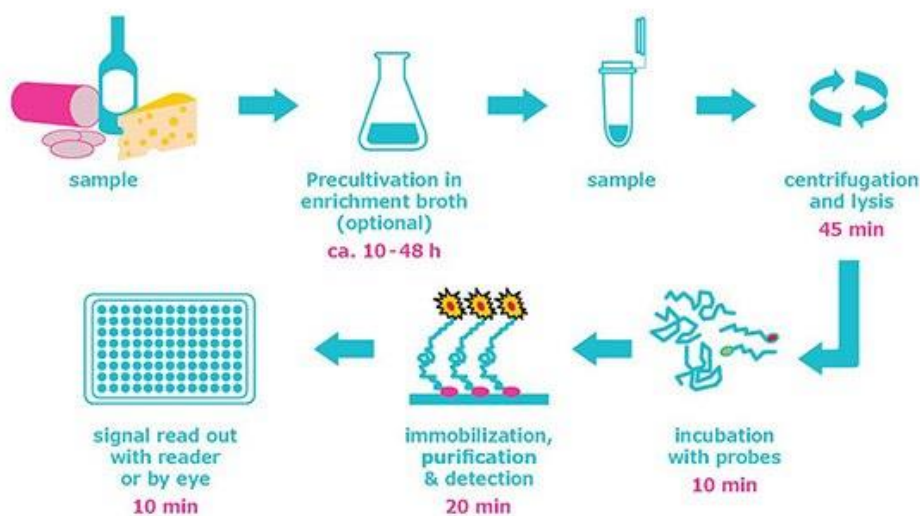 sample
Precultivation in
enrichment broth
(optional)
ca. 10-48 h
sample
centrifugation
and lysis
45 min
incubation
with probes
10 min
immobilization,
purification
& detection
20 min
signal read out
with reader
or by eye
10 min